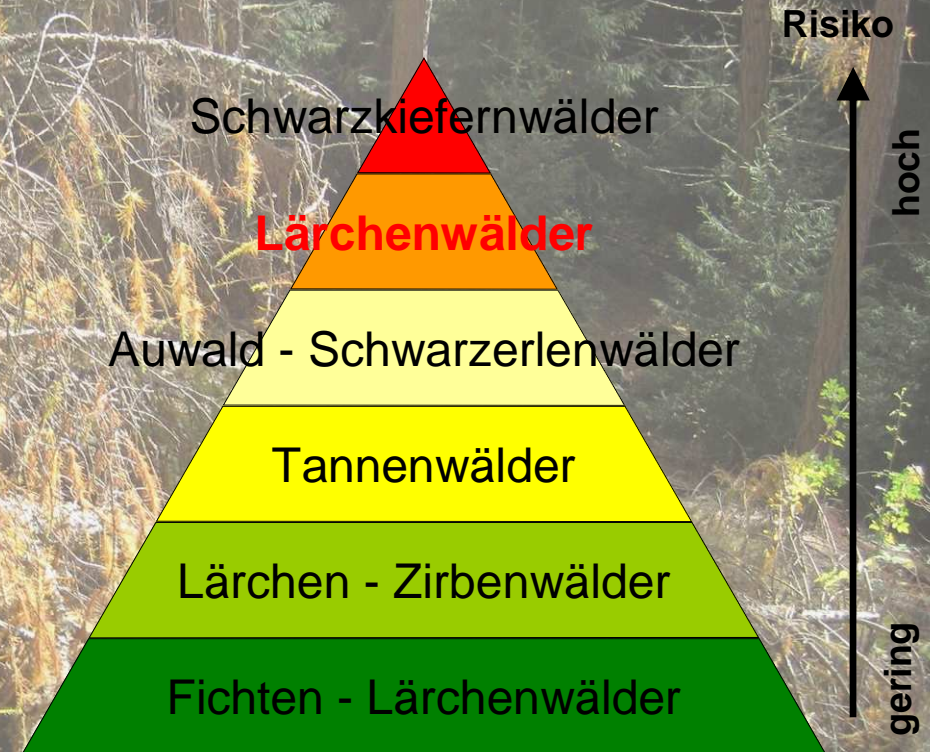 Risiko
Schwarzkiefernwälder
hoch
Lärchenwälder
Auwald - Schwarzerlenwälder
Tannenwälder
Lärchen - Zirbenwälder
Fichten - Lärchenwälder
gering